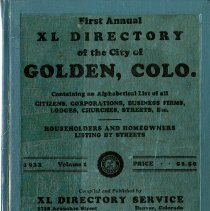 First Annual
XL DIRECTORY
of the City of
GOLDEN, COLO.
Containing an Alphabetical List of all
CITIZENS, CORPORATIONS, BUSINESS FIRMS,
LODGES, CHURCHES, STREETS, Etc.
HOUSEHOLDERS AND HOMEOWNERS
LISTING BY STREETS
Volume 1 PRICE
Compiled and Published by
XL DIRECTORY SERVICE
Street Denver, Colorado